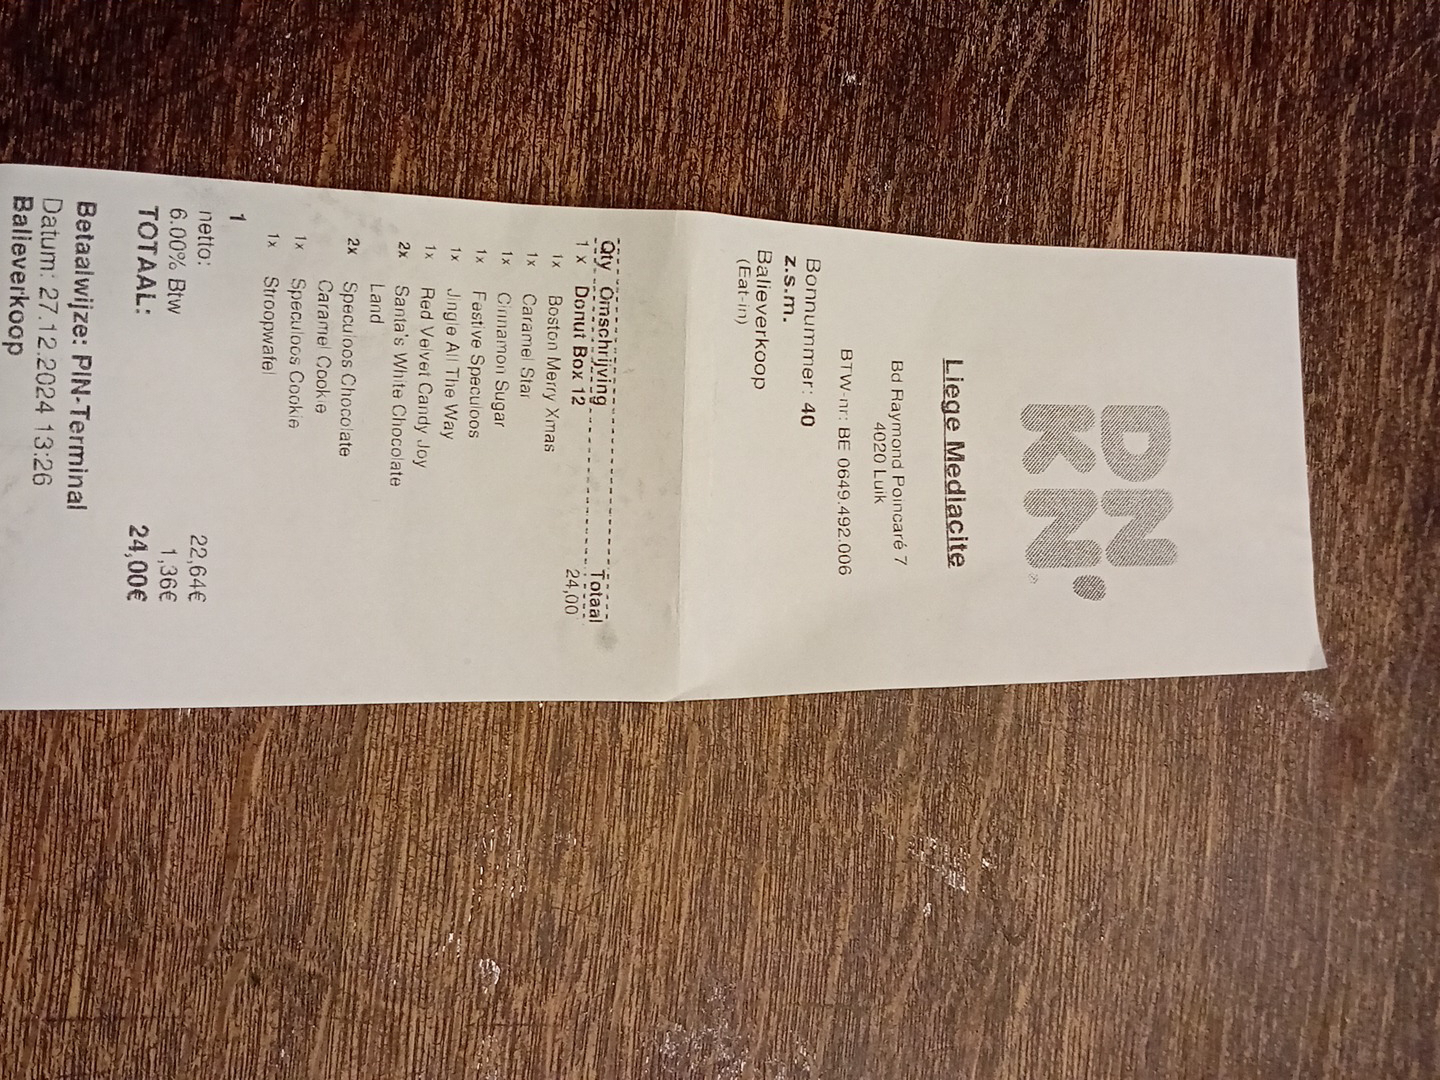 DN
KN'®
Liege Mediacite
Bd Raymond Poincaré 7
4020 Luik
BTW-nr.: BE 0649.492.006
Bonnummer: 40
z.s.m.
Balieverkoop
(Eat-in)
Qty Omschrijving Totaal
1 x Donut Box 12 24,00
1x Boston Merry Xmas
1x Caramel Star
1x Cinnamon Sugar
1x Festive Speculoos
1x Jingle All The Way
1x Red Velvet Candy Joy
2x Santa's White Chocolate
Land
2x Speculoos Chocolate
Caramel Cookie
1x Speculoos Cookie
1x Stroopwafel
1
netto: 22,64€
6.00% Btw 1,36€
TOTAAL: 24,00€
Betaalwijze: PIN-Terminal
Datum: 27.12.2024 13:26
Balieverkoop